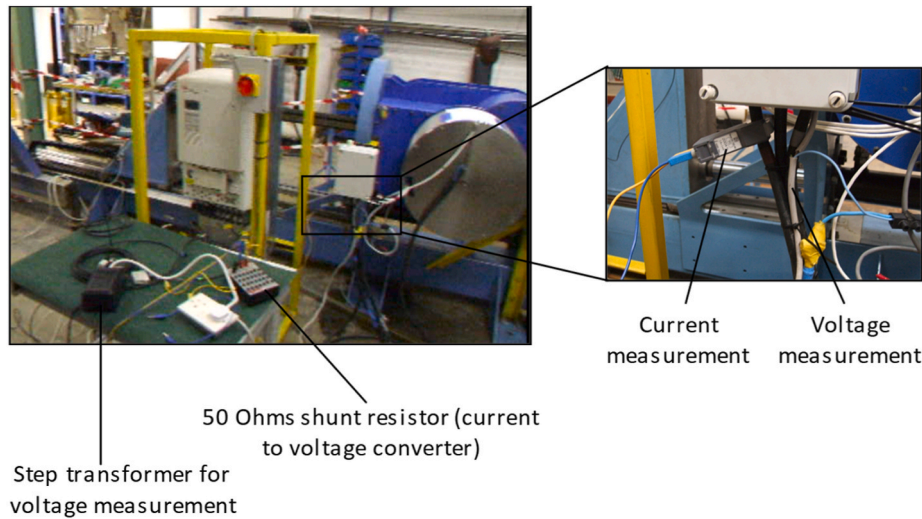 Current
measurement
Voltage
measurement
50 Ohms shunt resistor (current
to voltage converter)
Step transformer for
voltage measurement